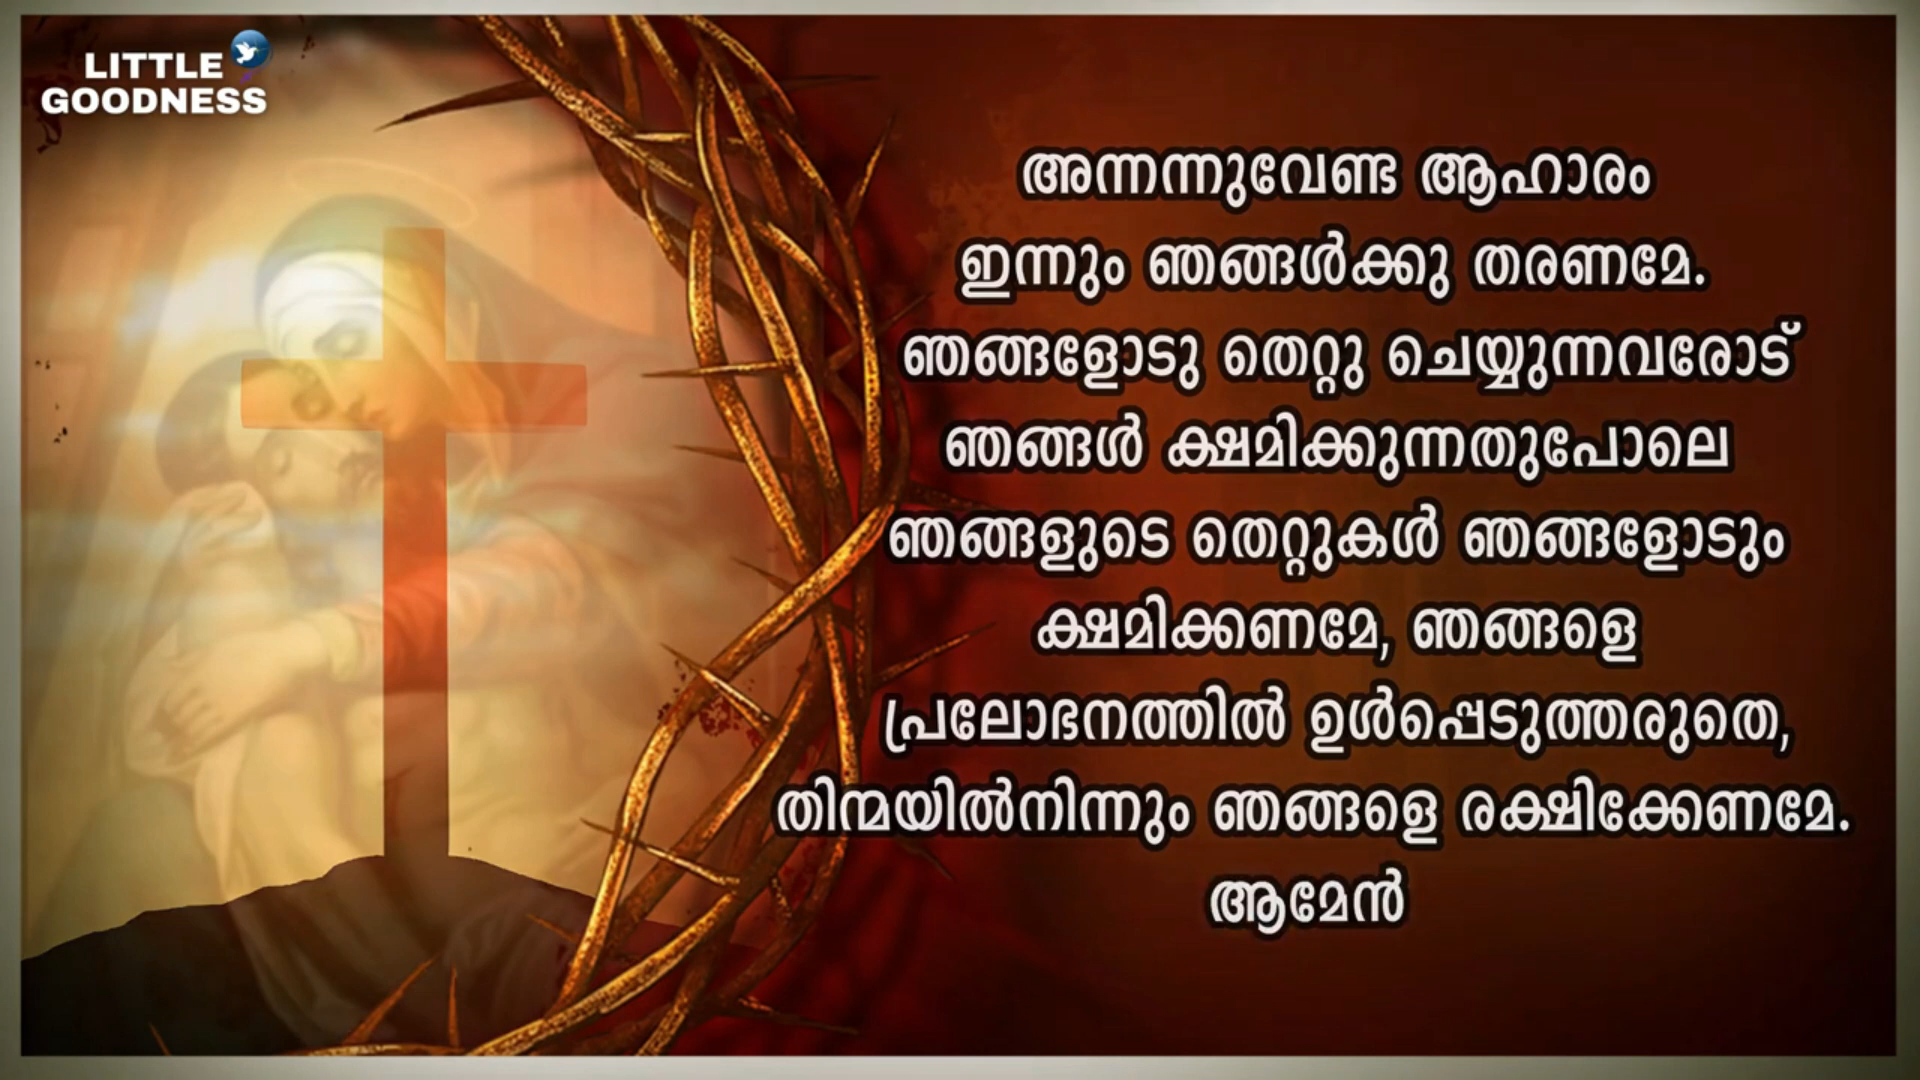 LITTLE
GOODNESS
അന്നന്നുവേണ്ട ആഹാരം
ഇന്നും ഞങ്ങൾക്കു തരണമേ.
ഞങ്ങളോടു തെറ്റു ചെയ്യുന്നവരോട്
ഞങ്ങൾ ക്ഷമിക്കുന്നതുപോലെ
ഞങ്ങളുടെ തെറ്റുകൾ ഞങ്ങളോടും
ക്ഷമിക്കണമേ, ഞങ്ങളെ
പ്രലോഭനത്തിൽ ഉൾപ്പെടുത്തരുതെ,
തിന്മയിൽനിന്നും ഞങ്ങളെ രക്ഷിക്കേണമേ.
ആമേൻ